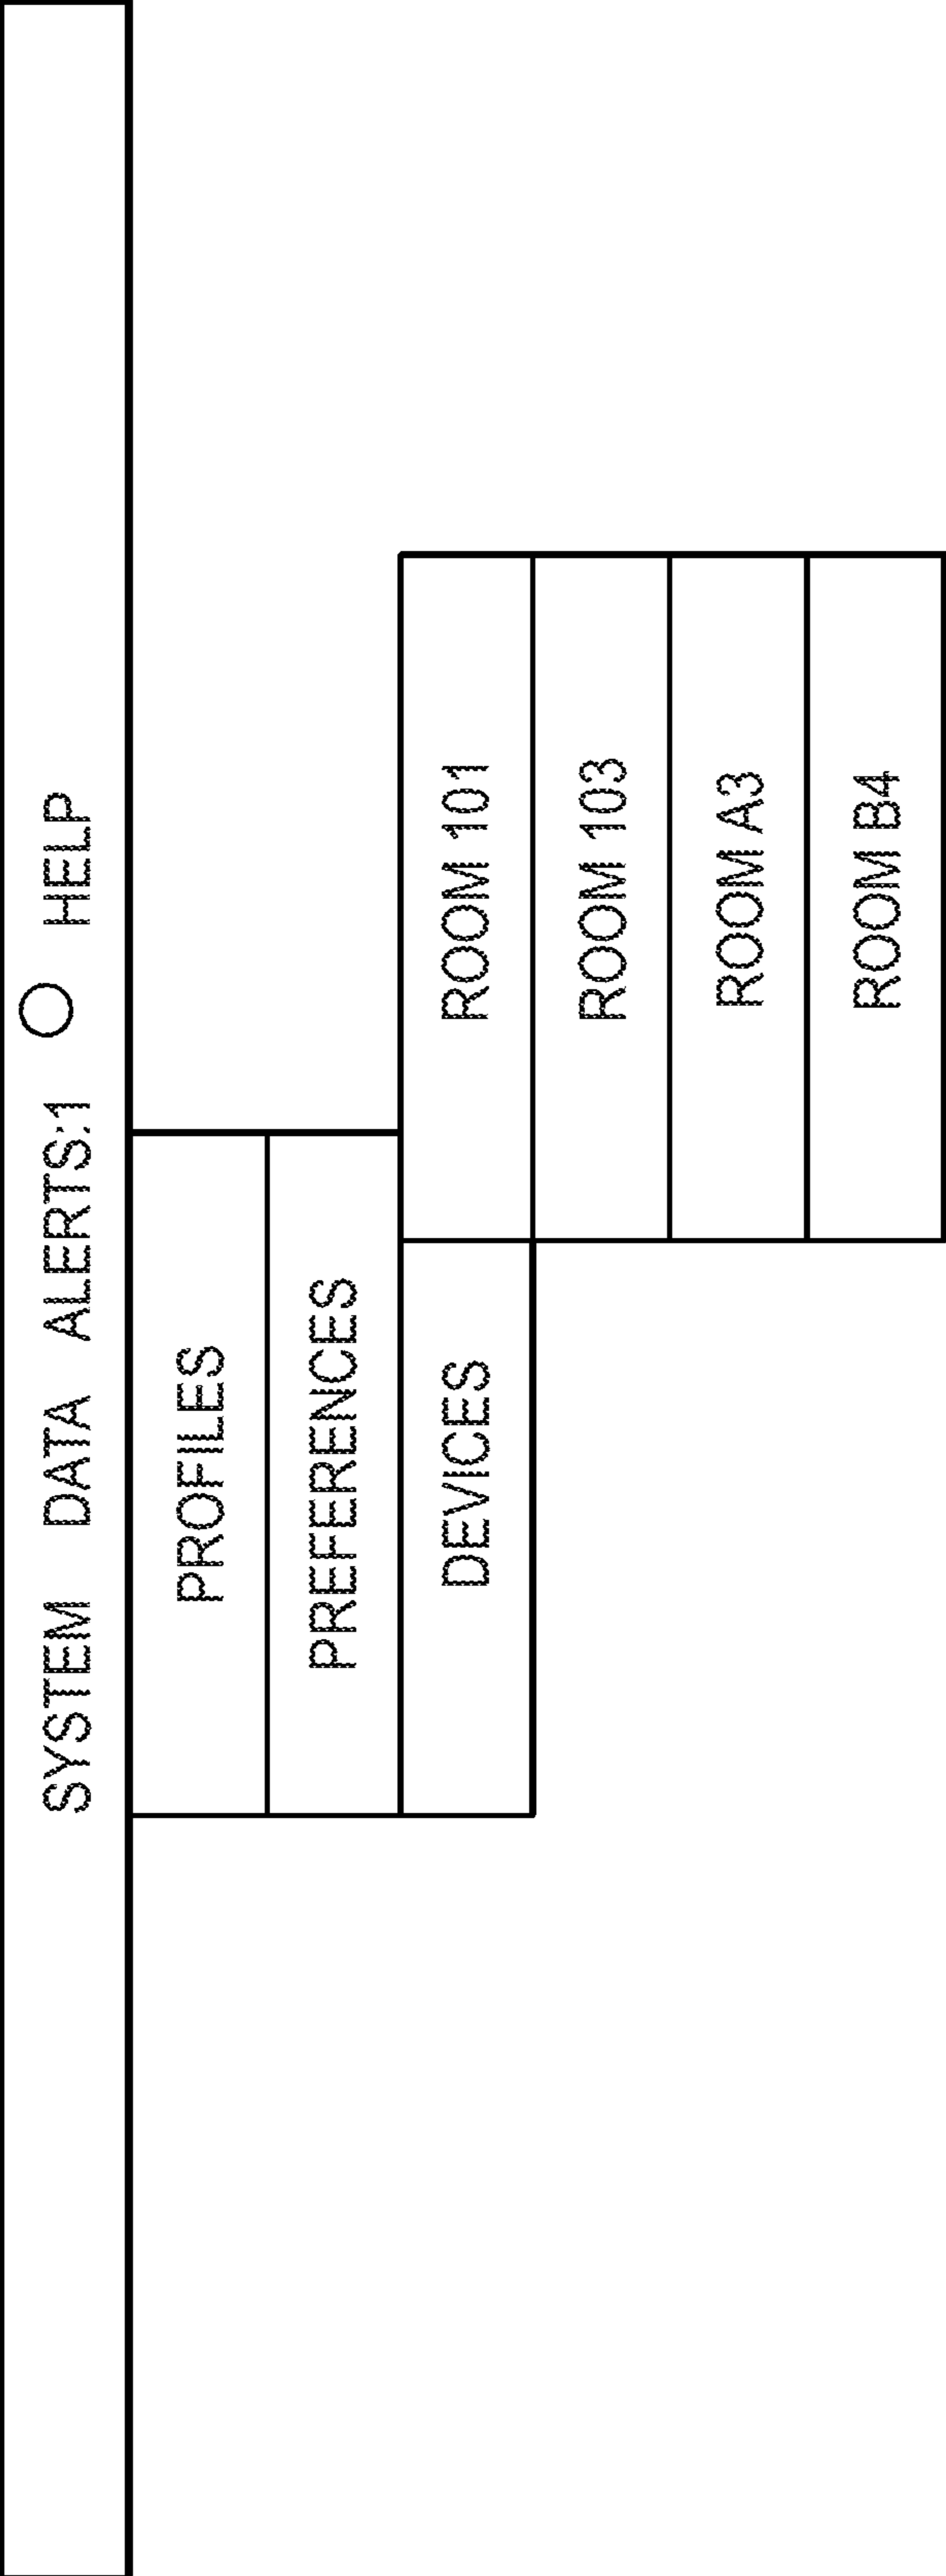 SYSTEM DATA ALERTS:1 HELP
PROFILES
PREFERENCES
DEVICES ROOM 101
ROOM 103
ROOM A3
ROOM B4